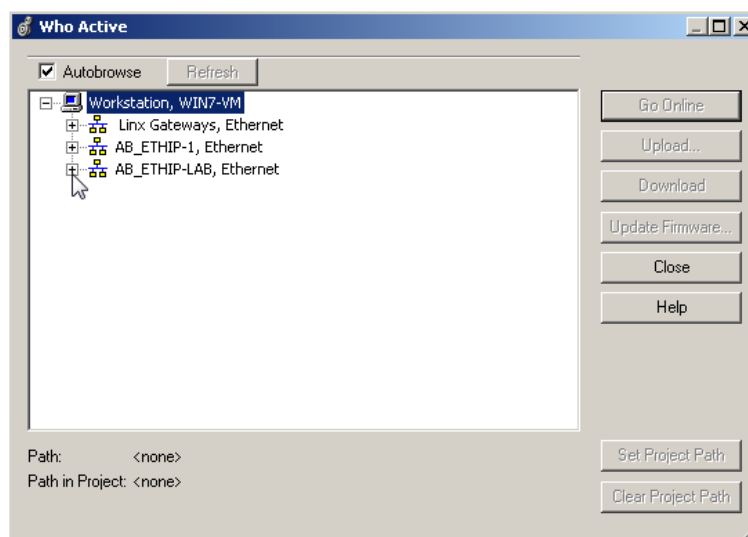 Who Active
Autobrowse
Refresh
Workstation, WIN7-VM
Linx Gateways, Ethernet
AB_ETHIP-1, Ethernet
AB_ETHIP-LAB, Ethernet
Go Online
Upload...
Download
Update Firmware...
Close
Help
Path: <none>
Path in Project: <none>
Set Project Path
Clear Project Path